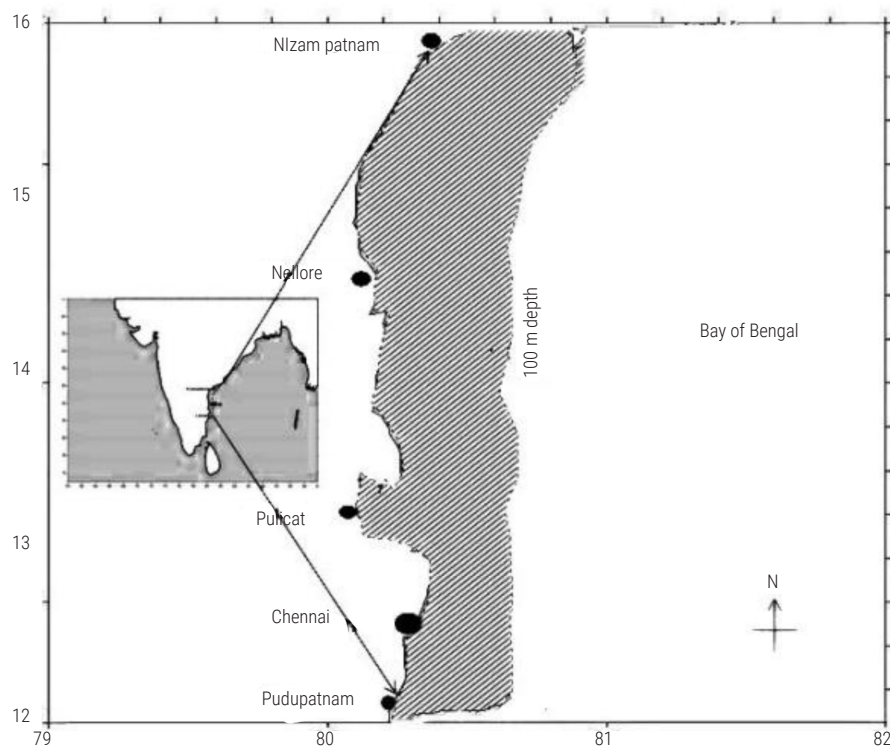 16
NIzam patnam
15
Nellore
100 m depth
Bay of Bengal
14
Pulicat
13
N
Chennai
Pudupatnam
12
79
80
81
82